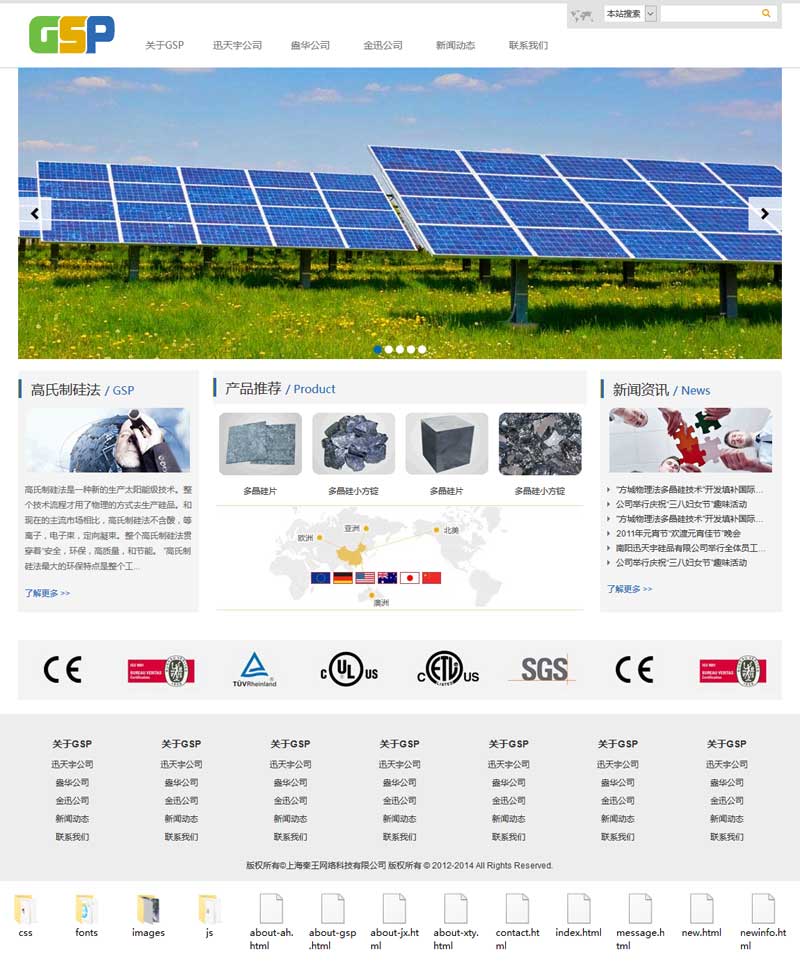 本站搜索
GSP
关于GSP 迅天宇公司 盎华公司 金迅公司 新闻动态 联系我们
高氏制硅法 / GSP
高氏制硅法是一种新的生产太阳能级技术。整
个技术流程才用了物理的方式去生产硅品。和
现在的主流市场相比，高氏制硅法不含酸，等
离子，电子束，定向凝束。整个高氏制硅法贯
穿着“安全，环保，高质量，和节能。 ”高氏制
硅法最大的环保特点是整个工...
了解更多 >>
产品推荐 / Product
多晶硅片 多晶硅小方锭 多晶硅片 多晶硅小方锭
亚洲
北美
欧洲
澳洲
新闻资讯 / News
“方城物理法多晶硅技术”开发填补国际...
公司举行庆祝“三八妇女节”趣味活动
“方城物理法多晶硅技术”开发填补国际...
2011年元宵节“欢渡元宵佳节”晚会
南阳迅天宇硅品有限公司举行全体员工...
公司举行庆祝“三八妇女节”趣味活动
了解更多 >>
CE
BUREAU VERITAS
Certification
TÜVRheinland
c UL US
c ETL US
LISTED
SGS
CE
BUREAU VERITAS
Certification
关于GSP 关于GSP 关于GSP 关于GSP 关于GSP 关于GSP 关于GSP
迅天宇公司 迅天宇公司 迅天宇公司 迅天宇公司 迅天宇公司 迅天宇公司 迅天宇公司
盎华公司 盎华公司 盎华公司 盎华公司 盎华公司 盎华公司 盎华公司
金迅公司 金迅公司 金迅公司 金迅公司 金迅公司 金迅公司 金迅公司
新闻动态 新闻动态 新闻动态 新闻动态 新闻动态 新闻动态 新闻动态
联系我们 联系我们 联系我们 联系我们 联系我们 联系我们 联系我们
版权所有©上海秦王网络科技有限公司 版权所有 © 2012-2014 All Rights Reserved.
css fonts images js about-ah. about-gsp about-jx.ht about-xty. contact.ht index.html message.h new.html newinfo.ht
html .html ml html ml tml ml